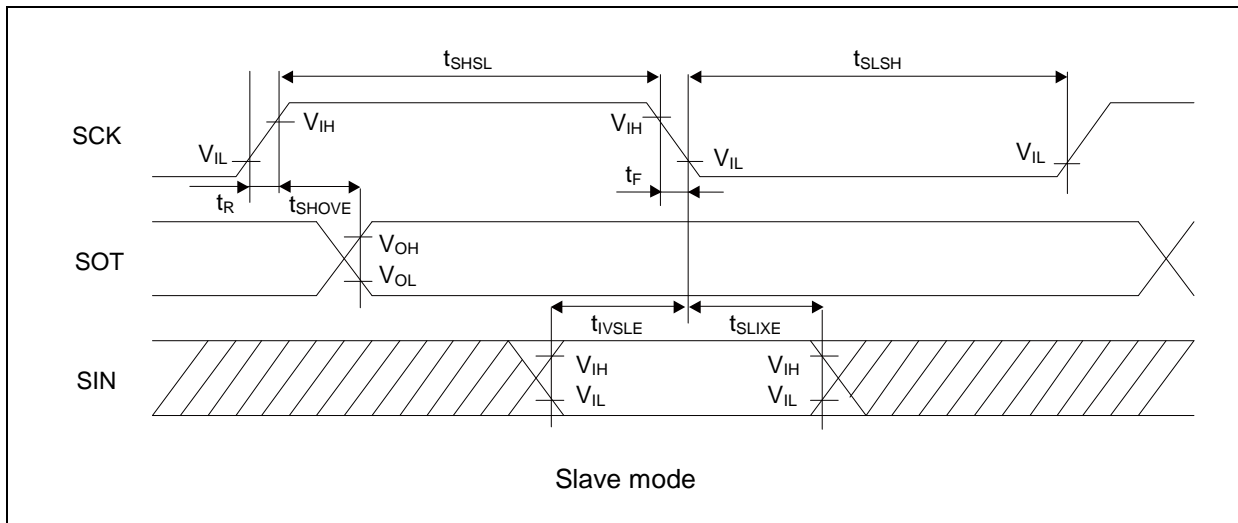 tSHSL
tSLSH
SCK
VIH
VIH
VIL
VIL
VIL
tR
tSHOVE
tF
SOT
VOH
VOL
tIVSLE
tSLIXE
SIN
VIH
VIH
VIL
VIL
Slave mode